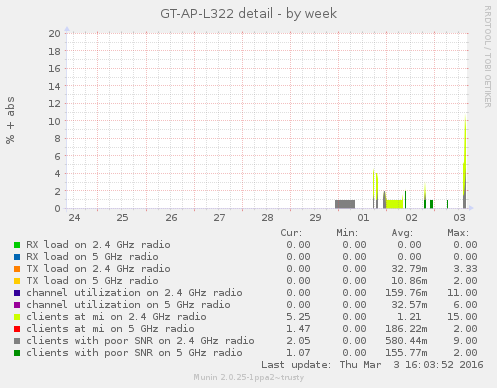 GT-AP-L322 detail - by week
RRDTOOL / TOBI OETIKER
% + abs
20
18
16
14
12
10
8
6
4
2
0
24 25 26 27 28 29 01 02 03
Cur: Min: Avg: Max:
RX load on 2.4 GHz radio 0.00 0.00 0.00 0.00
RX load on 5 GHz radio 0.00 0.00 0.00 0.00
TX load on 2.4 GHz radio 0.00 0.00 32.79m 3.33
TX load on 5 GHz radio 0.00 0.00 10.86m 2.00
channel utilization on 2.4 GHz radio 0.00 0.00 159.76m 11.00
channel utilization on 5 GHz radio 0.00 0.00 32.57m 6.00
clients at mi on 2.4 GHz radio 5.25 0.00 1.21 15.00
clients at mi on 5 GHz radio 1.47 0.00 186.22m 2.00
clients with poor SNR on 2.4 GHz radio 2.05 0.00 580.44m 9.00
clients with poor SNR on 5 GHz radio 1.07 0.00 155.77m 2.00
Last update: Thu Mar 3 16:03:52 2016
Munin 2.0.25-1ppa2~trusty